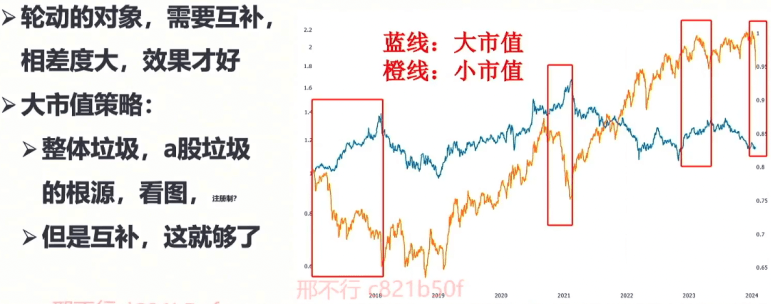 轮动的对象，需要互补，
相差度大，效果才好
大市值策略：
整体垃圾，a股垃圾
的根源，看图，注册制?
但是互补，这就够了
蓝线：大市值
橙线：小市值
2.2
2
1.8
1.6
1.4
1.2
0.8
0.6
1
0.95
0.9
0.85
0.8
0.75
0.7
0.65
2018
2019
2020
2021
2022
2023
2024
邢不行 c821b50f